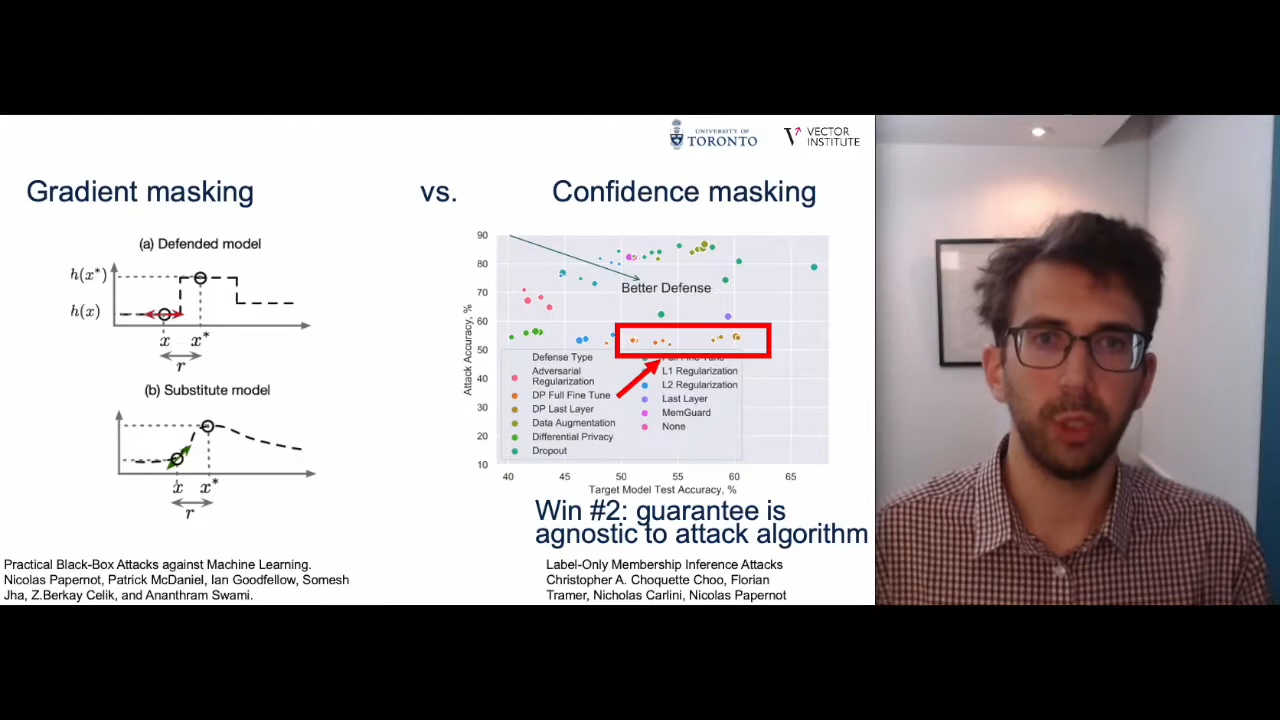 UNIVERSITY OF
TORONTO
VECTOR
INSTITUTE
Gradient masking
vs.
Confidence masking
(a) Defended model
h(x*)
h(x)
x
x*
r
(b) Substitute model
x
x*
r
Practical Black-Box Attacks against Machine Learning.
Nicolas Papernot, Patrick McDaniel, Ian Goodfellow, Somesh
Jha, Z.Berkay Celik, and Ananthram Swami.
Attack Accuracy, %
90
80
70
60
50
40
30
20
10
Better Defense
Defense Type
Adversarial
Regularization
DP Full Fine Tune
DP Last Layer
Data Augmentation
Differential Privacy
Dropout
Full Fine Tune
L1 Regularization
L2 Regularization
Last Layer
MemGuard
None
40 45 50 55 60 65
Target Model Test Accuracy, %
Win #2: guarantee is
agnostic to attack algorithm
Label-Only Membership Inference Attacks
Christopher A. Choquette Choo, Florian
Tramer, Nicholas Carlini, Nicolas Papernot